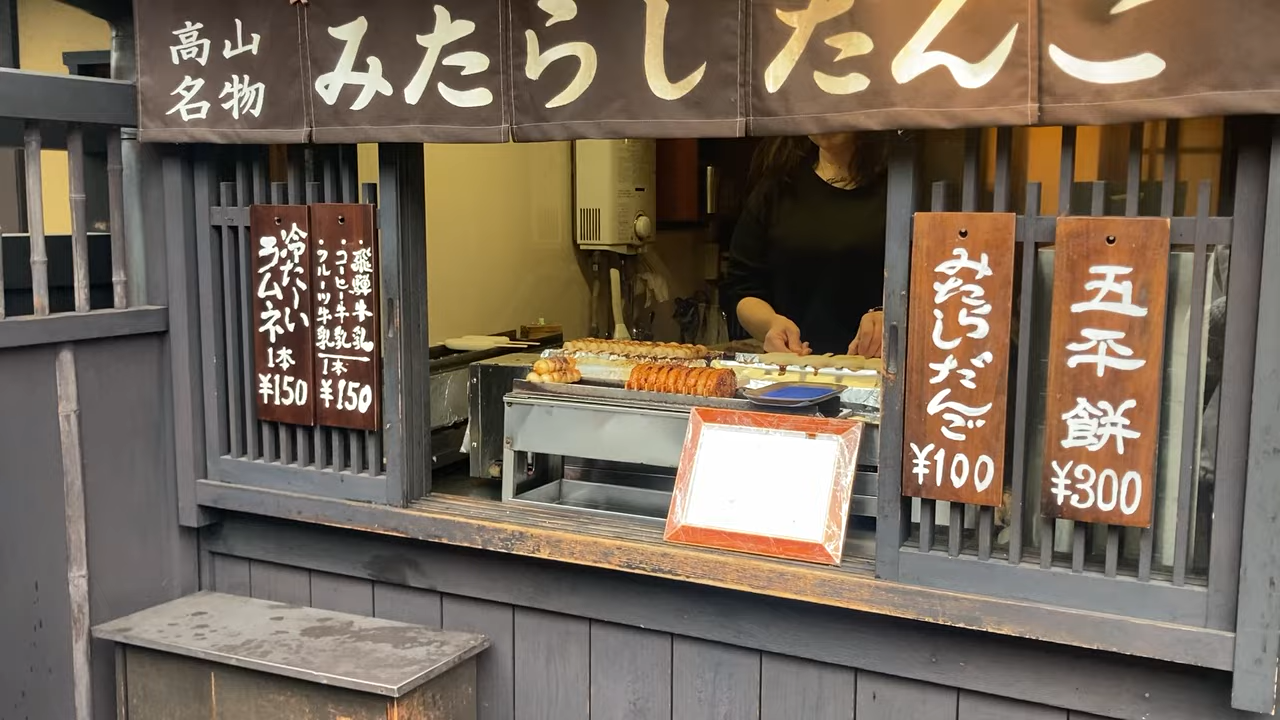 高山
名物
みたらしだんご
冷た〜い
ラムネ
1本
¥150
・飛騨牛乳
・コーヒー牛乳
・フルーツ牛乳
1本
¥150
みたらしだんご
¥100
五平餅
¥300